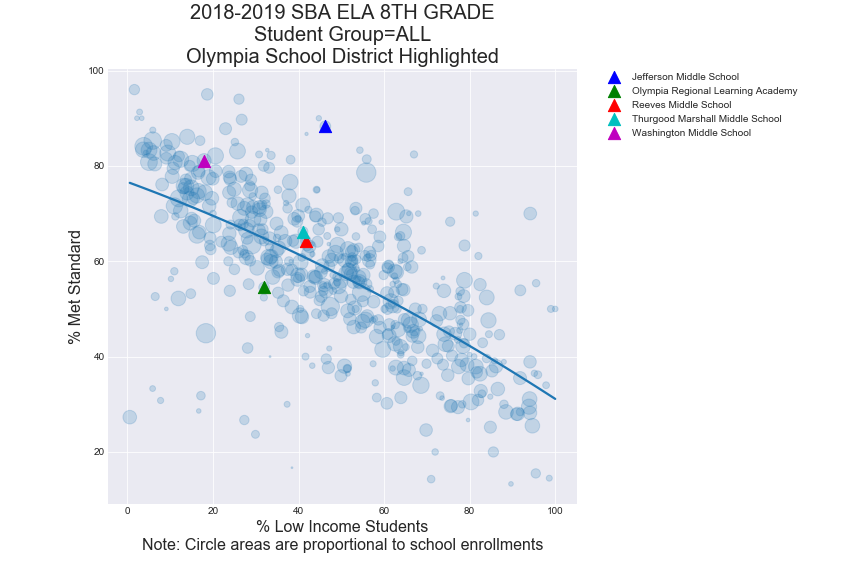 2018-2019 SBA ELA 8TH GRADE
Student Group=ALL
Olympia School District Highlighted
Jefferson Middle School
Olympia Regional Learning Academy
Reeves Middle School
Thurgood Marshall Middle School
Washington Middle School
% Met Standard
100
80
60
40
20
0 20 40 60 80 100
% Low Income Students
Note: Circle areas are proportional to school enrollments